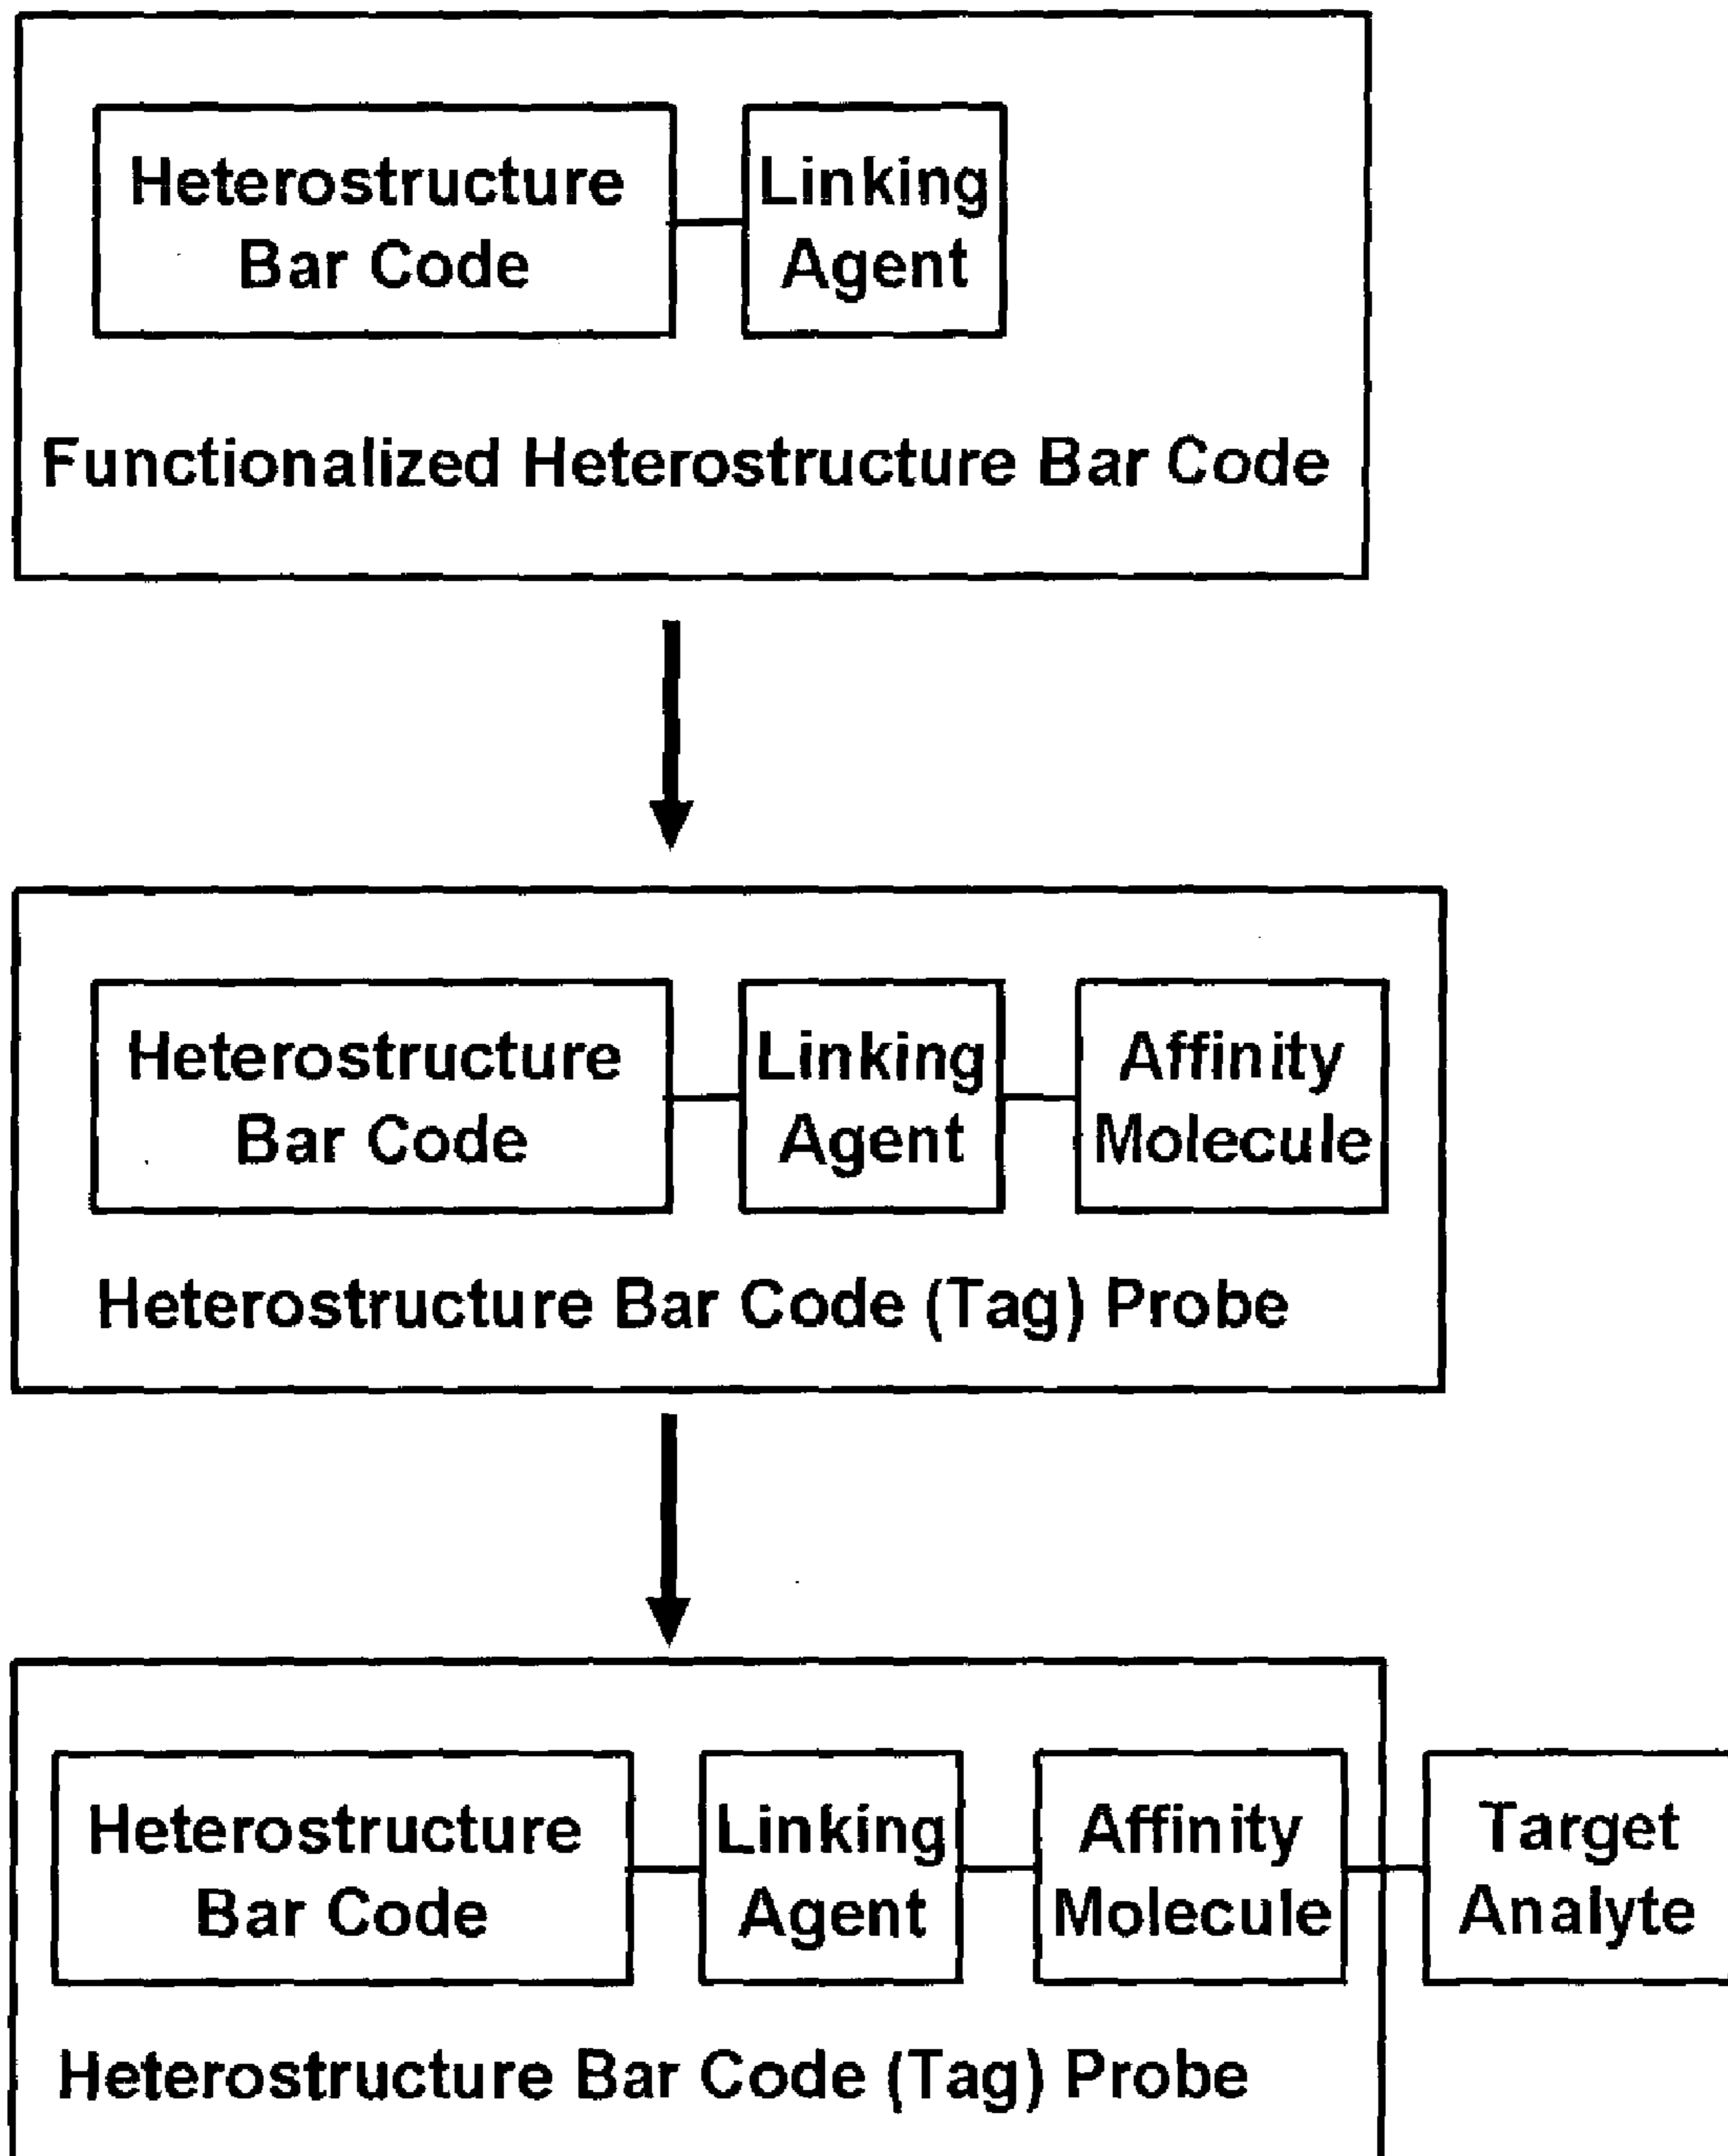 Heterostructure
Bar Code
Linking
Agent
Functionalized Heterostructure Bar Code
Heterostructure
Bar Code
Linking
Agent
Affinity
Molecule
Heterostructure Bar Code (Tag) Probe
Heterostructure
Bar Code
Linking
Agent
Affinity
Molecule
Target
Analyte
Heterostructure Bar Code (Tag) Probe